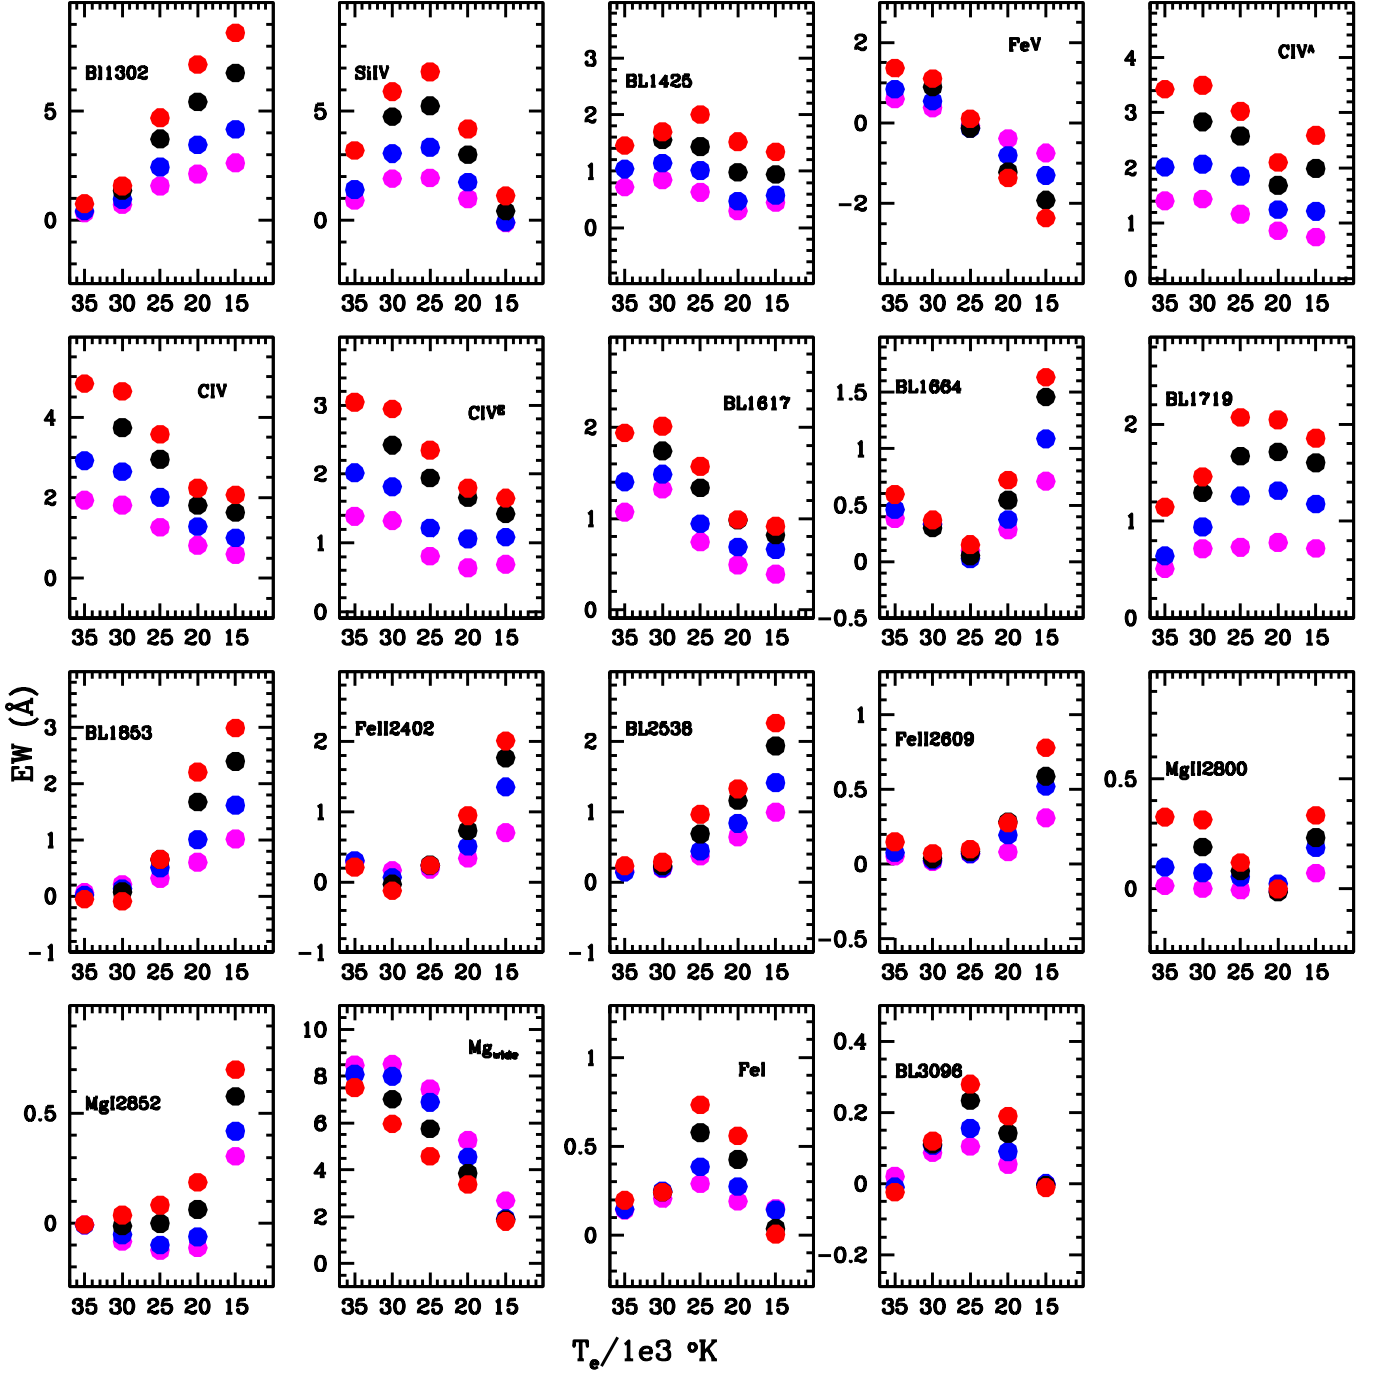 Bl1302
SiIV
BL1425
FeV
CIVᴬ
5
0
5
0
3
2
1
0
2
0
−2
4
3
2
1
0
35 30 25 20 15
35 30 25 20 15
35 30 25 20 15
35 30 25 20 15
35 30 25 20 15
CIV
CIVᴱ
BL1617
BL1664
BL1719
4
2
0
3
2
1
0
2
1
0
1.5
1
0.5
0
−0.5
2
1
0
35 30 25 20 15
35 30 25 20 15
35 30 25 20 15
35 30 25 20 15
35 30 25 20 15
EW (Å)
BL1853
FeII2402
BL2538
FeII2609
MgII2800
3
2
1
0
−1
2
1
0
−1
2
1
0
−1
1
0.5
0
−0.5
0.5
0
35 30 25 20 15
35 30 25 20 15
35 30 25 20 15
35 30 25 20 15
35 30 25 20 15
MgI2852
Mgwide
FeI
BL3096
0.5
0
10
8
6
4
2
0
1
0.5
0
0.4
0.2
0
−0.2
35 30 25 20 15
35 30 25 20 15
35 30 25 20 15
35 30 25 20 15
Te/1e3 °K